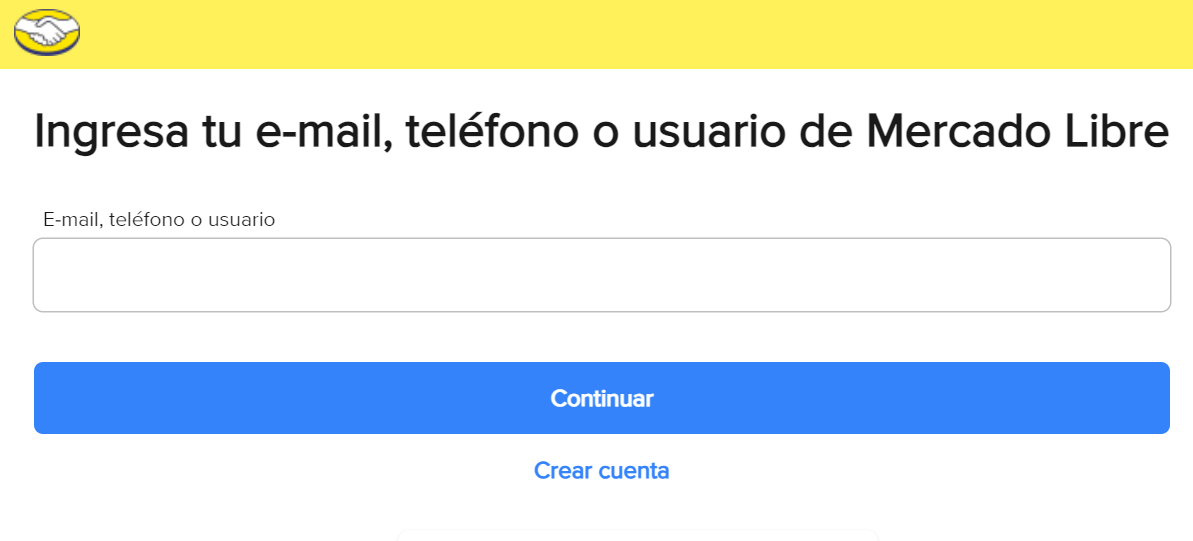 Ingresa tu e-mail, teléfono o usuario de Mercado Libre
E-mail, teléfono o usuario
Continuar
Crear cuenta